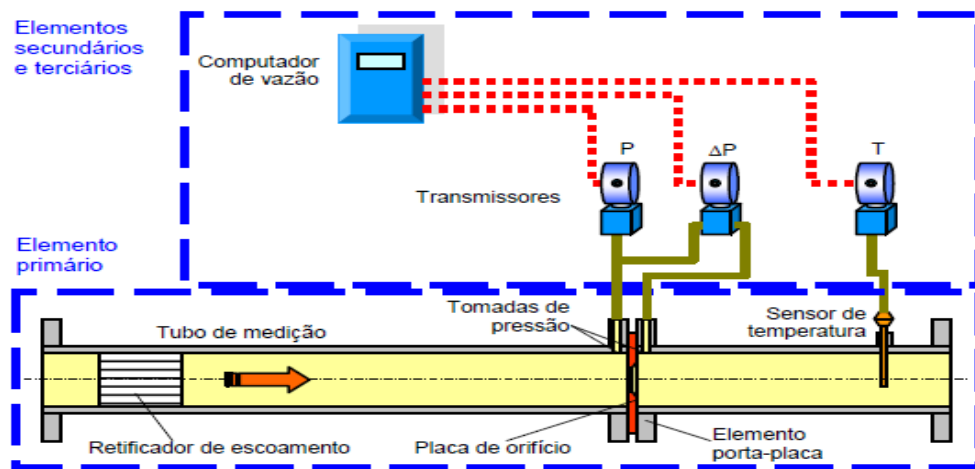 Elementos
secundários
e terciários
Computador
de vazão
P
ΔP
T
Transmissores
Elemento
primário
Tubo de medição
Tomadas de
pressão
Sensor de
temperatura
Retificador de escoamento
Placa de orifício
Elemento
porta-placa